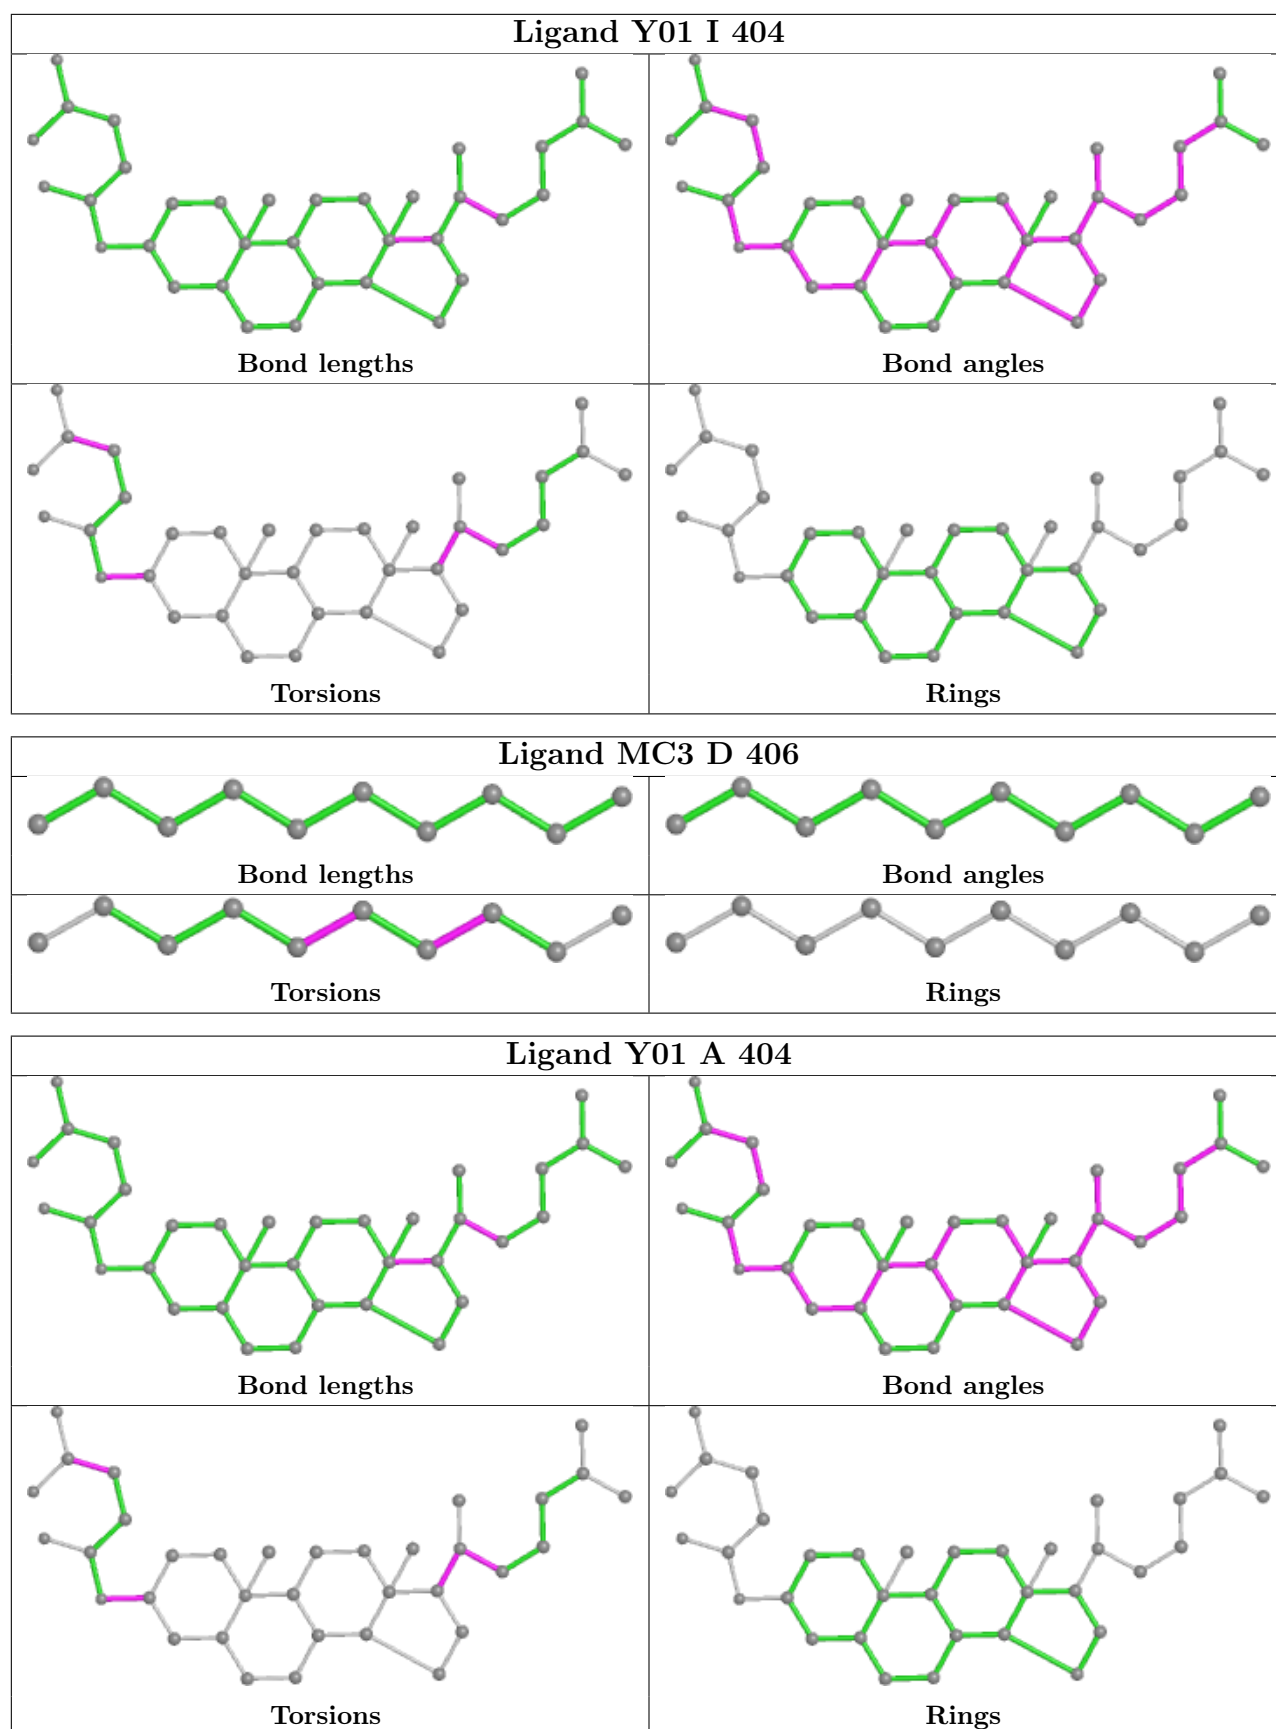 Ligand Y01 I 404
Bond lengths
Bond angles
Torsions
Rings
Ligand MC3 D 406
Bond lengths
Bond angles
Torsions
Rings
Ligand Y01 A 404
Bond lengths
Bond angles
Torsions
Rings